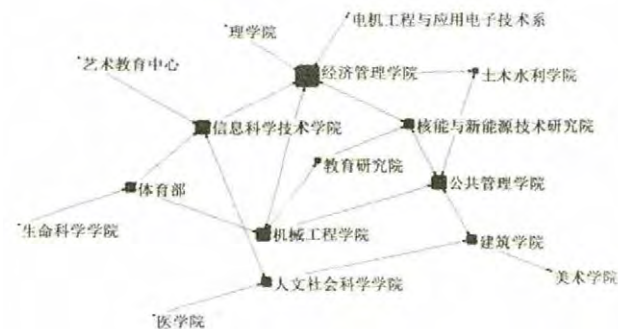 电机工程与应用电子技术系
理学院
艺术教育中心
经济管理学院
土木水利学院
信息科学技术学院
核能与新能源技术研究院
教育研究院
公共管理学院
体育部
生命科学学院
机械工程学院
建筑学院
美术学院
人文社会科学学院
医学院